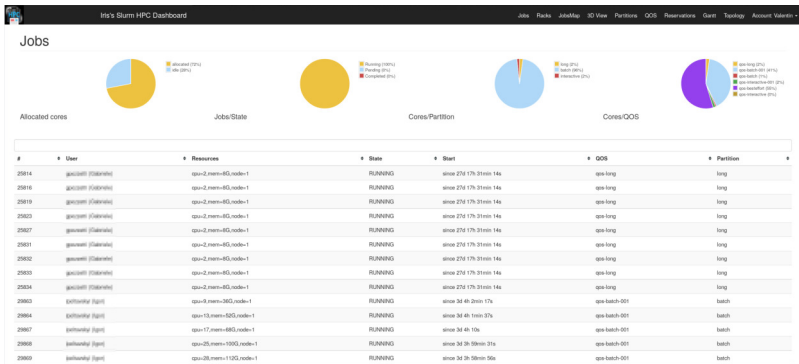 Iris's Slurm HPC Dashboard Jobs Racks JobsMap 3D View Partitions QOS Reservations Gantt Topology Account: Valentin
Jobs
allocated (72%)
idle (28%)
Running (100%)
Pending (0%)
Completed (0%)
long (2%)
batch (96%)
interactive (2%)
qos-long (2%)
qos-batch-001 (41%)
qos-batch (1%)
qos-interactive-001 (2%)
qos-besteffort (55%)
qos-interactive (0%)
Allocated cores Jobs/State Cores/Partition Cores/QOS
# User Resources State Start QOS Partition
25814 cpu=2,mem=8G,node=1 RUNNING since 27d 17h 31min 14s qos-long long
25816 cpu=2,mem=8G,node=1 RUNNING since 27d 17h 31min 14s qos-long long
25819 cpu=2,mem=8G,node=1 RUNNING since 27d 17h 31min 14s qos-long long
25823 cpu=2,mem=8G,node=1 RUNNING since 27d 17h 31min 14s qos-long long
25827 cpu=2,mem=8G,node=1 RUNNING since 27d 17h 31min 14s qos-long long
25831 cpu=2,mem=8G,node=1 RUNNING since 27d 17h 31min 14s qos-long long
25832 cpu=2,mem=8G,node=1 RUNNING since 27d 17h 31min 14s qos-long long
25833 cpu=2,mem=8G,node=1 RUNNING since 27d 17h 31min 14s qos-long long
25834 cpu=2,mem=8G,node=1 RUNNING since 27d 17h 31min 14s qos-long long
29863 cpu=9,mem=36G,node=1 RUNNING since 3d 4h 2min 17s qos-batch-001 batch
29864 cpu=13,mem=52G,node=1 RUNNING since 3d 4h 1min 37s qos-batch-001 batch
29867 cpu=17,mem=68G,node=1 RUNNING since 3d 4h 10s qos-batch-001 batch
29868 cpu=25,mem=100G,node=1 RUNNING since 3d 3h 59min 31s qos-batch-001 batch
29869 cpu=28,mem=112G,node=1 RUNNING since 3d 3h 58min 56s qos-batch-001 batch